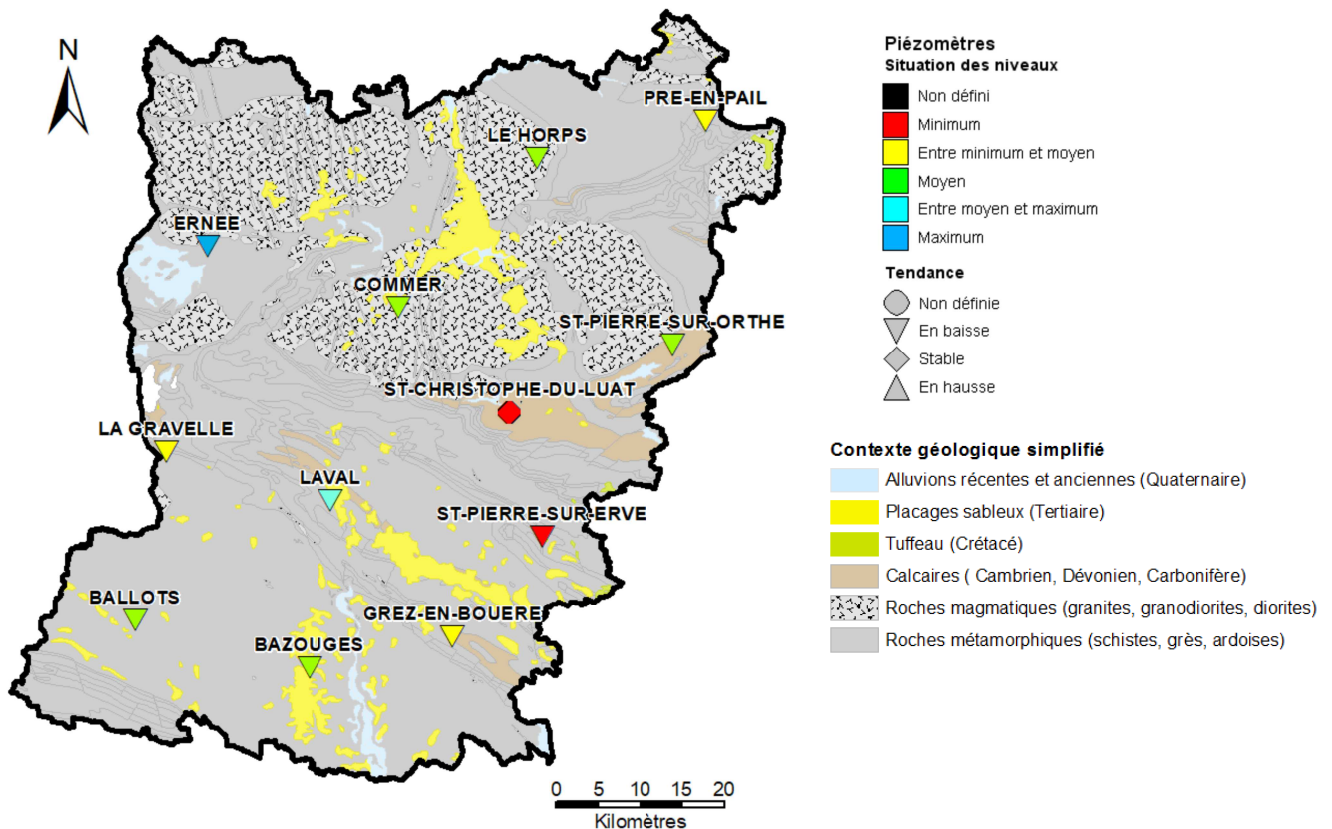 N
PRE-EN-PAIL
LE HORPS
ERNEE
COMMER
ST-PIERRE-SUR-ORTHE
ST-CHRISTOPHE-DU-LUAT
LA GRAVELLE
LAVAL
ST-PIERRE-SUR-ERVE
BALLOTS
GREZ-EN-BOUERE
BAZOUGES
0 5 10 15 20
Kilomètres
Piézomètres
Situation des niveaux
Non défini
Minimum
Entre minimum et moyen
Moyen
Entre moyen et maximum
Maximum
Tendance
Non définie
En baisse
Stable
En hausse
Contexte géologique simplifié
Alluvions récentes et anciennes (Quaternaire)
Placages sableux (Tertiaire)
Tuffeau (Crétacé)
Calcaires ( Cambrien, Dévonien, Carbonifère)
Roches magmatiques (granites, granodiorites, diorites)
Roches métamorphiques (schistes, grès, ardoises)